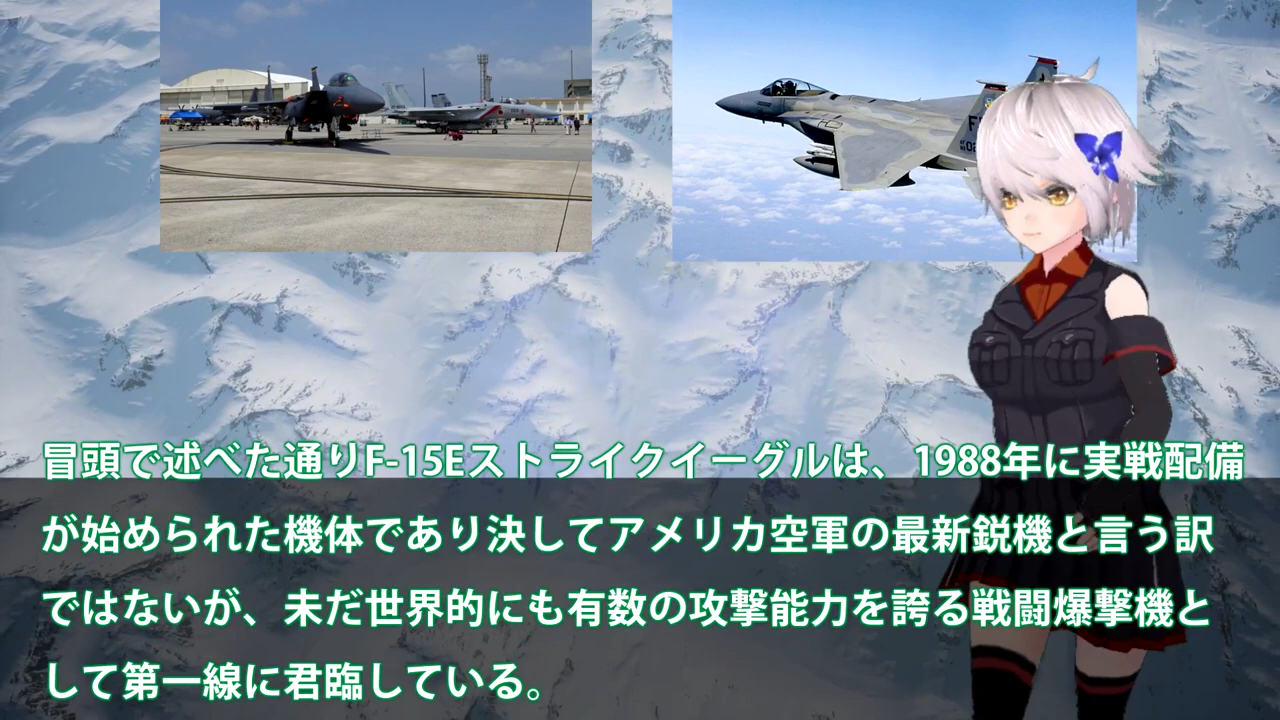 冒頭で述べた通りF-15Eストライクイーグルは、1988年に実戦配備
が始められた機体であり決してアメリカ空軍の最新鋭機と言う訳
ではないが、未だ世界的にも有数の攻撃能力を誇る戦闘爆撃機と
して第一線に君臨している。